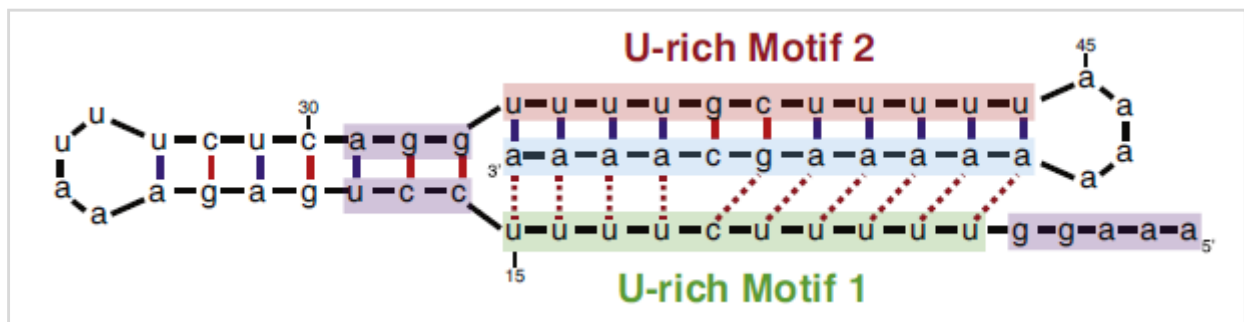 U-rich Motif 2
45
u u u u g c u u u u u a
30
a
u u u c u c a g g
3' a a a a c g a a a a a a
a
a a a g a g u c c
u u u u c u u u u u g g a a a 5'
15
U-rich Motif 1